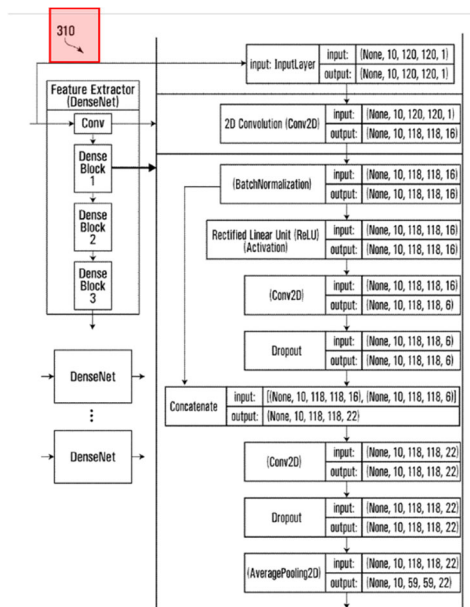 310
Feature Extractor
(DenseNet)
Conv
Dense
Block
1
Dense
Block
2
Dense
Block
3
DenseNet
DenseNet
input: InputLayer
input: (None, 10, 120, 120, 1)
output: (None, 10, 120, 120, 1)
2D Convolution (Conv2D)
input: (None, 10, 120, 120, 1)
output: (None, 10, 118, 118, 16)
(BatchNormalization)
input: (None, 10, 118, 118, 16)
output: (None, 10, 118, 118, 16)
Rectified Linear Unit (ReLU)
(Activation)
input: (None, 10, 118, 118, 16)
output: (None, 10, 118, 118, 16)
(Conv2D)
input: (None, 10, 118, 118, 16)
output: (None, 10, 118, 118, 6)
Dropout
input: (None, 10, 118, 118, 6)
output: (None, 10, 118, 118, 6)
Concatenate
input: [(None, 10, 118, 118, 16), (None, 10, 118, 118, 6)]
output: (None, 10, 118, 118, 22)
(Conv2D)
input: (None, 10, 118, 118, 22)
output: (None, 10, 118, 118, 22)
Dropout
input: (None, 10, 118, 118, 22)
output: (None, 10, 118, 118, 22)
(AveragePooling2D)
input: (None, 10, 118, 118, 22)
output: (None, 10, 59, 59, 22)